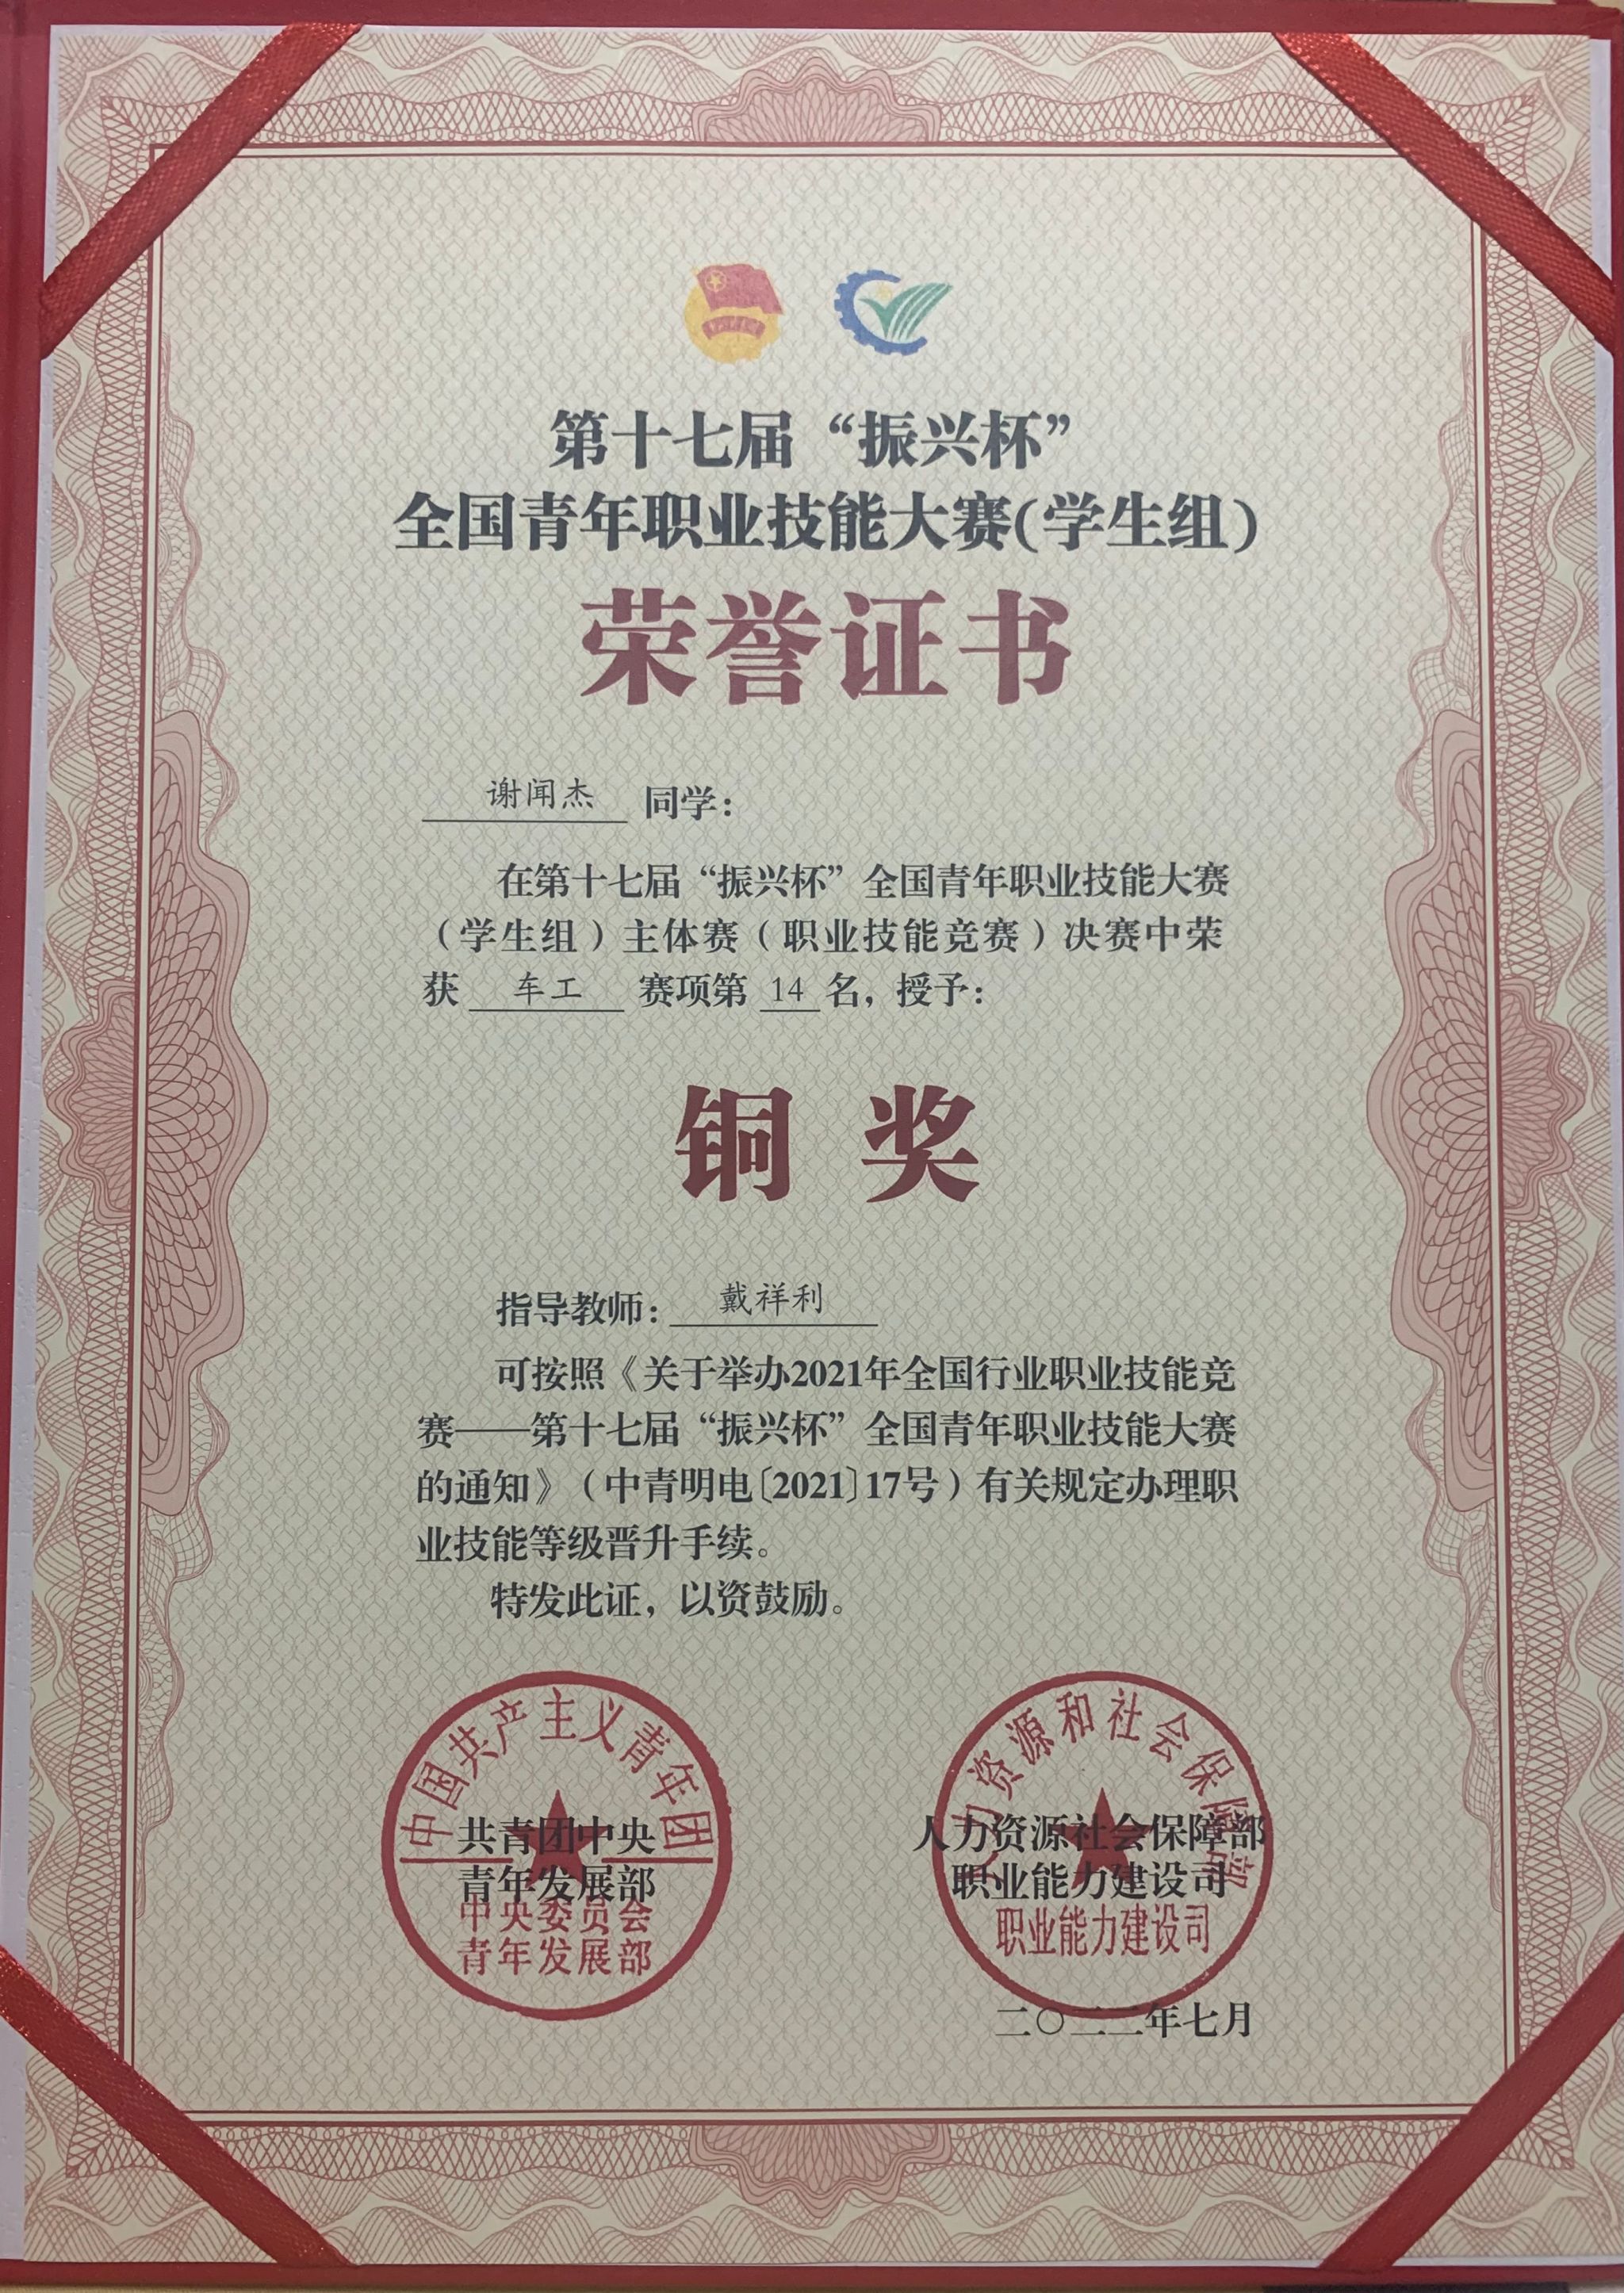 第十七届“振兴杯”
全国青年职业技能大赛(学生组)
荣誉证书
谢闻杰 同学:
在第十七届“振兴杯”全国青年职业技能大赛
(学生组)主体赛(职业技能竞赛)决赛中荣
获 车工 赛项第 14 名,授予:
铜奖
指导教师: 戴祥利
可按照《关于举办2021年全国行业职业技能竞
赛——第十七届“振兴杯”全国青年职业技能大赛
的通知》(中青明电〔2021〕17号)有关规定办理职
业技能等级晋升手续。
特发此证,以资鼓励。
中国共产主义青年团
共青团中央
青年发展部
中央委员会
青年发展部
人力资源和社会保障部
人力资源社会保障部
职业能力建设司
职业能力建设司
二〇二二年七月